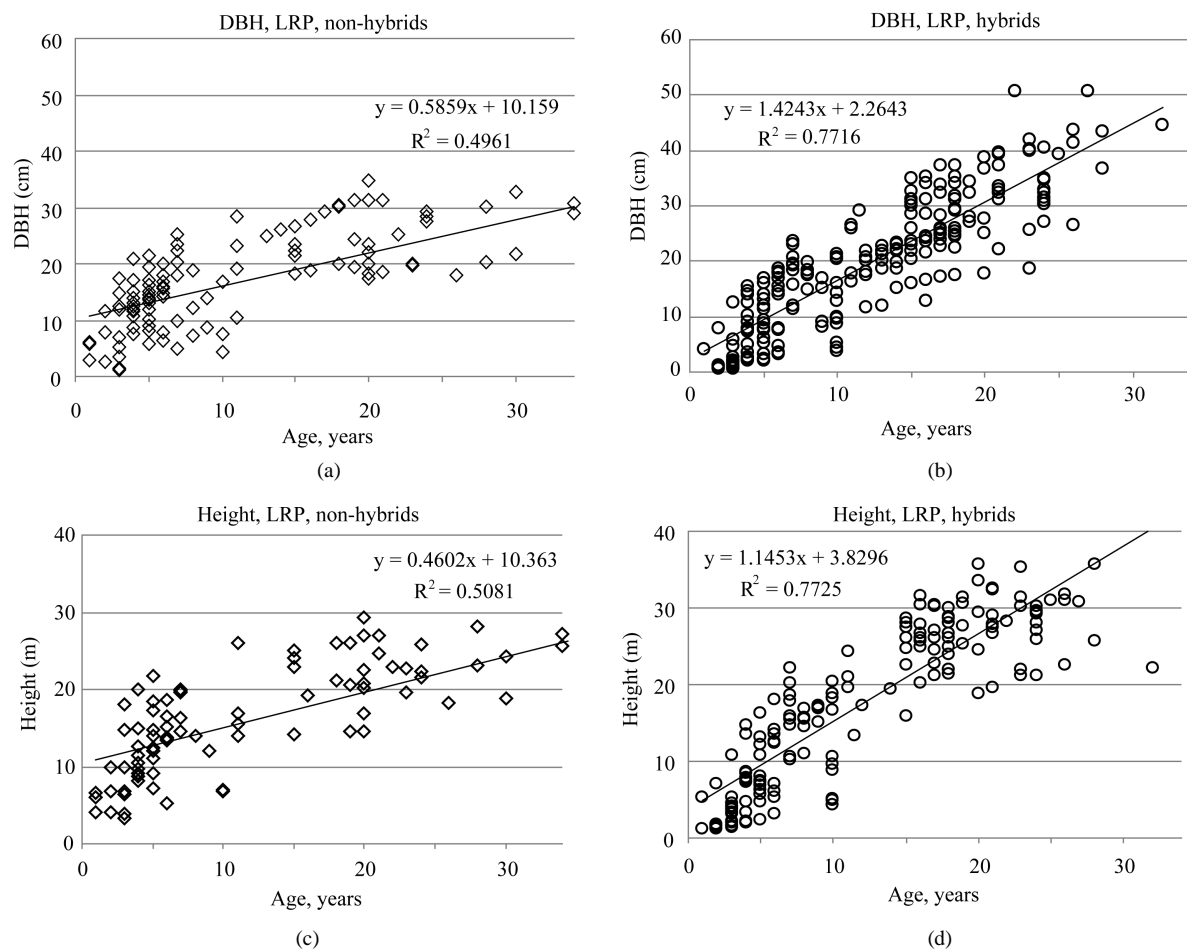 DBH, LRP, non-hybrids
60
50
40
30
20
10
0
DBH (cm)
y = 0.5859x + 10.159
R² = 0.4961
0 10 20 30
Age, years
(a)
DBH, LRP, hybrids
60
50
40
30
20
10
0
DBH (cm)
y = 1.4243x + 2.2643
R² = 0.7716
0 10 20 30
Age, years
(b)
Height, LRP, non-hybrids
40
30
20
10
0
Height (m)
y = 0.4602x + 10.363
R² = 0.5081
0 10 20 30
Age, years
(c)
Height, LRP, hybrids
40
30
20
10
0
Height (m)
y = 1.1453x + 3.8296
R² = 0.7725
0 10 20 30
Age, years
(d)